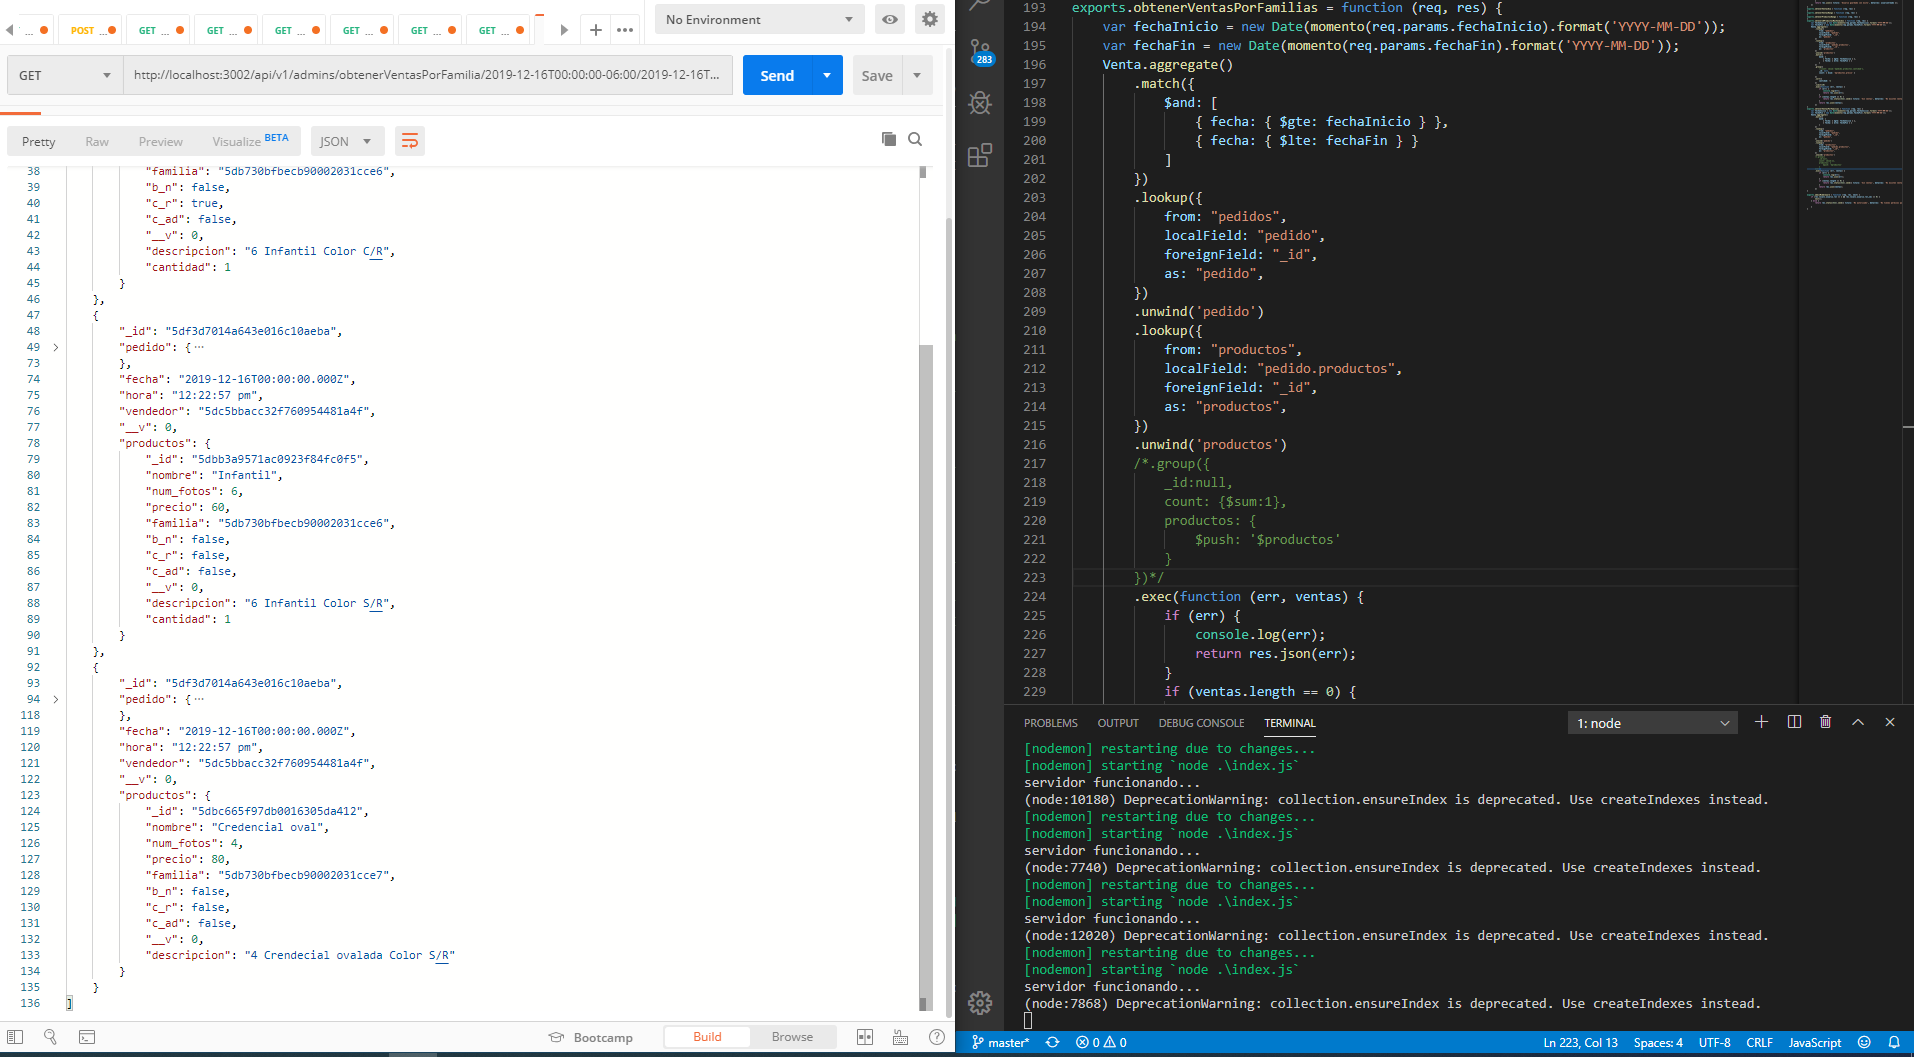 ... POST ... GET ... GET ... GET ... GET ... GET ... GET ... No Environment
GET http://localhost:3002/api/v1/admins/obtenerVentasPorFamilia/2019-12-16T00:00:00-06:00/2019-12-16T... Send Save
Pretty Raw Preview Visualize BETA JSON
38 "familia": "5db730bfbecb90002031cce6",
39 "b_n": false,
40 "c_r": true,
41 "c_ad": false,
42 "__v": 0,
43 "descripcion": "6 Infantil Color C/R",
44 "cantidad": 1
45 }
46 },
47 {
48 "_id": "5df3d7014a643e016c10aeba",
49 "pedido": {...
73 },
74 "fecha": "2019-12-16T00:00:00.000Z",
75 "hora": "12:22:57 pm",
76 "vendedor": "5dc5bbacc32f760954481a4f",
77 "__v": 0,
78 "productos": {
79 "_id": "5dbb3a9571ac0923f84fc0f5",
80 "nombre": "Infantil",
81 "num_fotos": 6,
82 "precio": 60,
83 "familia": "5db730bfbecb90002031cce6",
84 "b_n": false,
85 "c_r": false,
86 "c_ad": false,
87 "__v": 0,
88 "descripcion": "6 Infantil Color S/R",
89 "cantidad": 1
90 }
91 },
92 {
93 "_id": "5df3d7014a643e016c10aeba",
94 "pedido": {...
118 },
119 "fecha": "2019-12-16T00:00:00.000Z",
120 "hora": "12:22:57 pm",
121 "vendedor": "5dc5bbacc32f760954481a4f",
122 "__v": 0,
123 "productos": {
124 "_id": "5dbc665f97db0016305da412",
125 "nombre": "Credencial oval",
126 "num_fotos": 4,
127 "precio": 80,
128 "familia": "5db730bfbecb90002031cce7",
129 "b_n": false,
130 "c_r": false,
131 "c_ad": false,
132 "__v": 0,
133 "descripcion": "4 Crendecial ovalada Color S/R"
134 }
135 }
136 ]
Bootcamp Build Browse
283
193 exports.obtenerVentasPorFamilias = function (req, res) {
194 var fechaInicio = new Date(momento(req.params.fechaInicio).format('YYYY-MM-DD'));
195 var fechaFin = new Date(momento(req.params.fechaFin).format('YYYY-MM-DD'));
196 Venta.aggregate()
197 .match({
198 $and: [
199 { fecha: { $gte: fechaInicio } },
200 { fecha: { $lte: fechaFin } }
201 ]
202 })
203 .lookup({
204 from: "pedidos",
205 localField: "pedido",
206 foreignField: "_id",
207 as: "pedido",
208 })
209 .unwind('pedido')
210 .lookup({
211 from: "productos",
212 localField: "pedido.productos",
213 foreignField: "_id",
214 as: "productos",
215 })
216 .unwind('productos')
217 /*.group({
218 _id:null,
219 count: {$sum:1},
220 productos: {
221 $push: '$productos'
222 }
223 })*/
224 .exec(function (err, ventas) {
225 if (err) {
226 console.log(err);
227 return res.json(err);
228 }
229 if (ventas.length == 0) {
PROBLEMS OUTPUT DEBUG CONSOLE TERMINAL 1: node
[nodemon] restarting due to changes...
[nodemon] starting `node .\index.js`
servidor funcionando...
(node:10180) DeprecationWarning: collection.ensureIndex is deprecated. Use createIndexes instead.
[nodemon] restarting due to changes...
[nodemon] starting `node .\index.js`
servidor funcionando...
(node:7740) DeprecationWarning: collection.ensureIndex is deprecated. Use createIndexes instead.
[nodemon] restarting due to changes...
[nodemon] starting `node .\index.js`
servidor funcionando...
(node:12020) DeprecationWarning: collection.ensureIndex is deprecated. Use createIndexes instead.
[nodemon] restarting due to changes...
[nodemon] starting `node .\index.js`
servidor funcionando...
(node:7868) DeprecationWarning: collection.ensureIndex is deprecated. Use createIndexes instead.
master* 0 0 Ln 223, Col 13 Spaces: 4 UTF-8 CRLF JavaScript